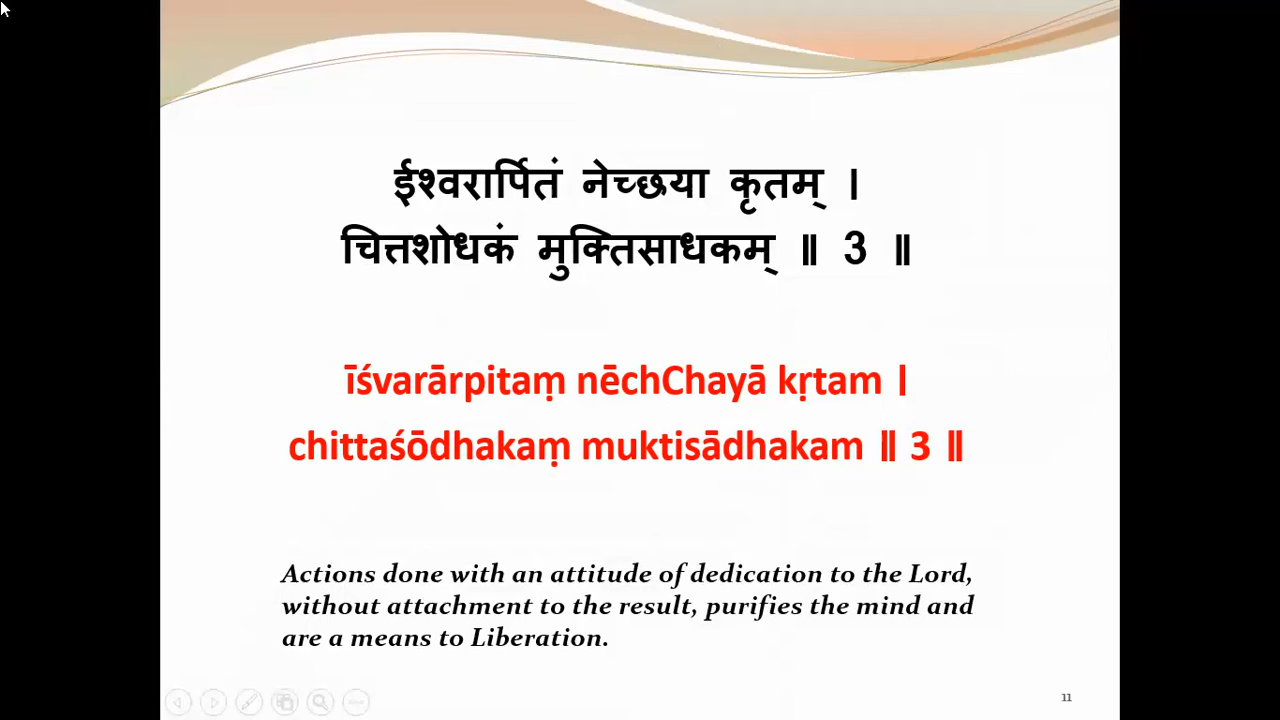 ईश्वरार्पितं नेच्छया कृतम् ।
चित्तशोधकं मुक्तिसाधकम् ॥ 3 ॥
īśvarārpitaṃ nēchChayā kṛtam ।
chittaśōdhakaṃ muktisādhakam ॥ 3 ॥
Actions done with an attitude of dedication to the Lord,
without attachment to the result, purifies the mind and
are a means to Liberation.
11